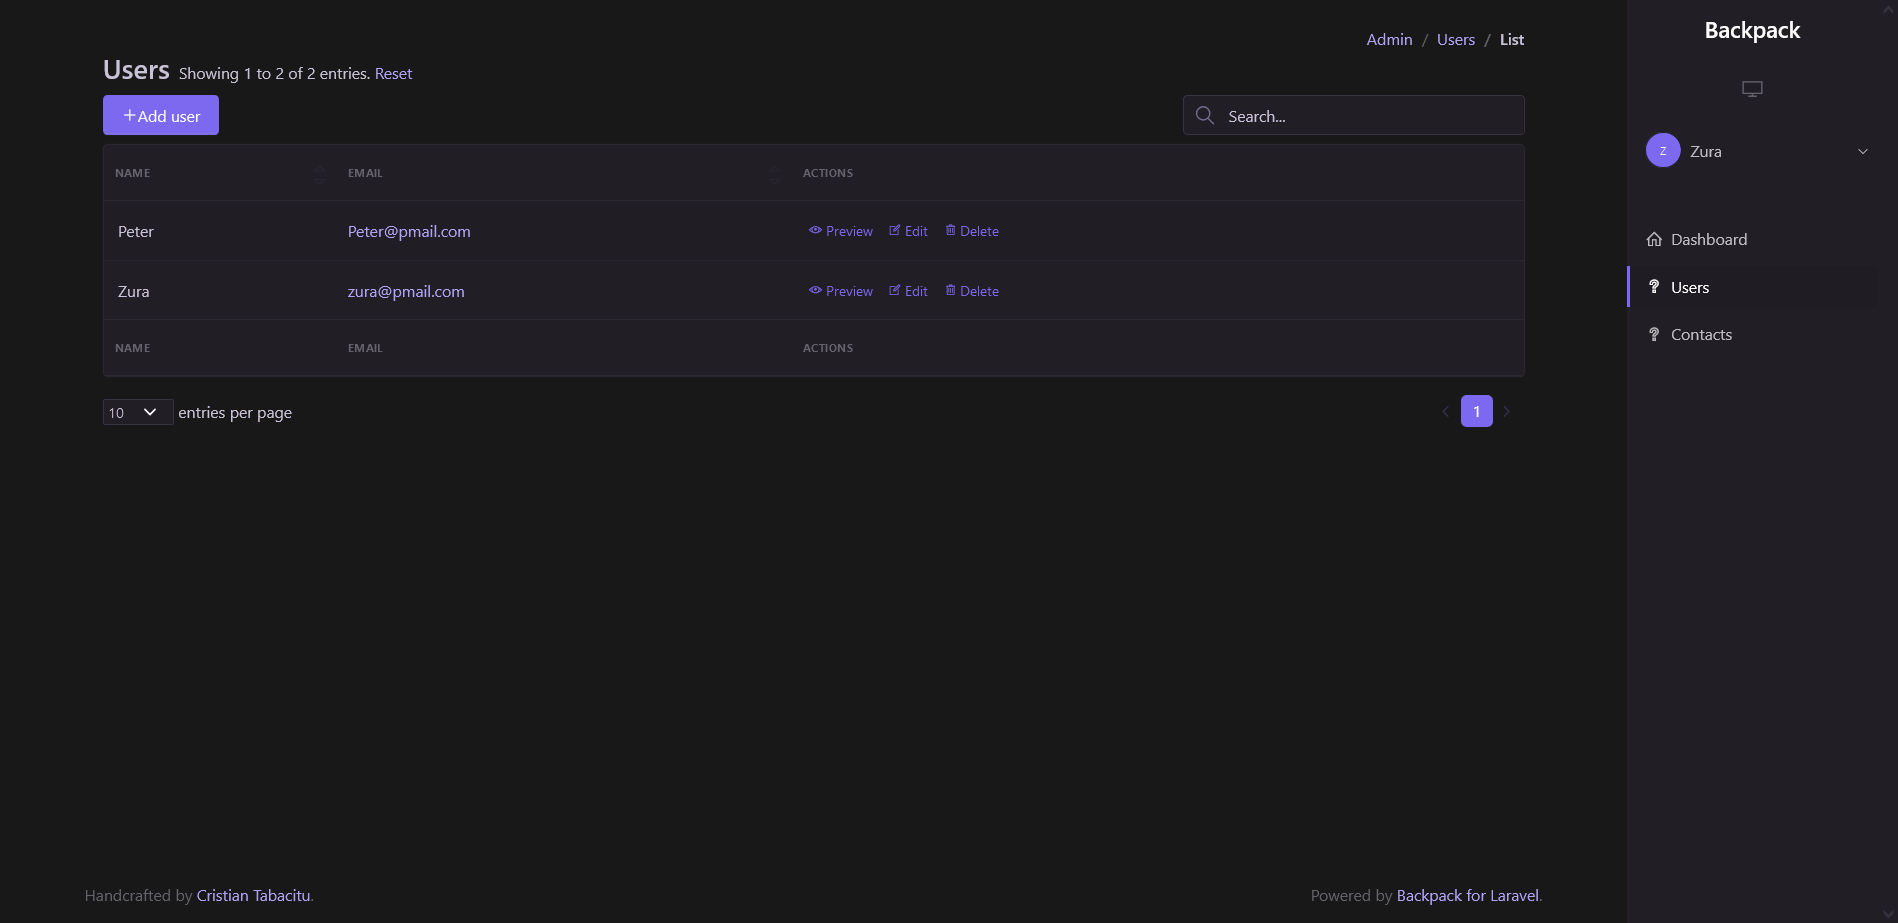 Admin / Users / List
Users Showing 1 to 2 of 2 entries. Reset
+Add user
Search...
NAME EMAIL ACTIONS
Peter Peter@pmail.com Preview Edit Delete
Zura zura@pmail.com Preview Edit Delete
NAME EMAIL ACTIONS
10 entries per page
1
Handcrafted by Cristian Tabacitu.
Powered by Backpack for Laravel.
Backpack
Z Zura
Dashboard
? Users
? Contacts